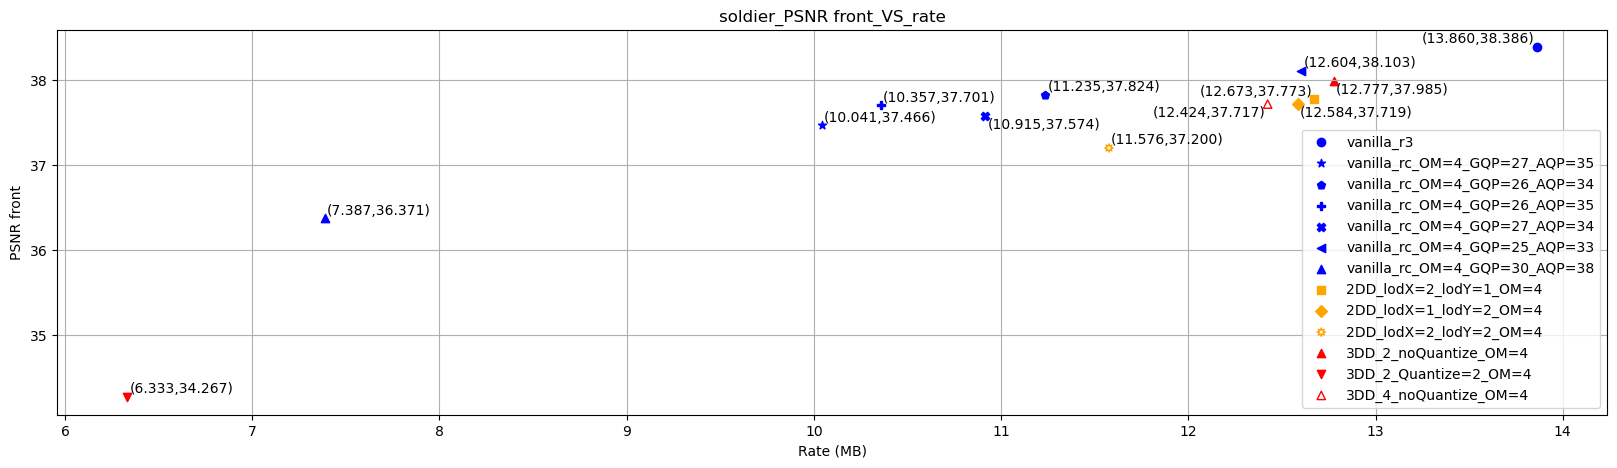 soldier_PSNR front_VS_rate
(13.860,38.386)
(12.604,38.103)
(11.235,37.824)
(12.673,37.773)
(12.777,37.985)
(10.357,37.701)
(12.424,37.717)
(12.584,37.719)
(10.041,37.466)
(10.915,37.574)
(11.576,37.200)
(7.387,36.371)
(6.333,34.267)
PSNR front
38
37
36
35
vanilla_r3
vanilla_rc_OM=4_GQP=27_AQP=35
vanilla_rc_OM=4_GQP=26_AQP=34
vanilla_rc_OM=4_GQP=26_AQP=35
vanilla_rc_OM=4_GQP=27_AQP=34
vanilla_rc_OM=4_GQP=25_AQP=33
vanilla_rc_OM=4_GQP=30_AQP=38
2DD_lodX=2_lodY=1_OM=4
2DD_lodX=1_lodY=2_OM=4
2DD_lodX=2_lodY=2_OM=4
3DD_2_noQuantize_OM=4
3DD_2_Quantize=2_OM=4
3DD_4_noQuantize_OM=4
6 7 8 9 10 11 12 13 14
Rate (MB)